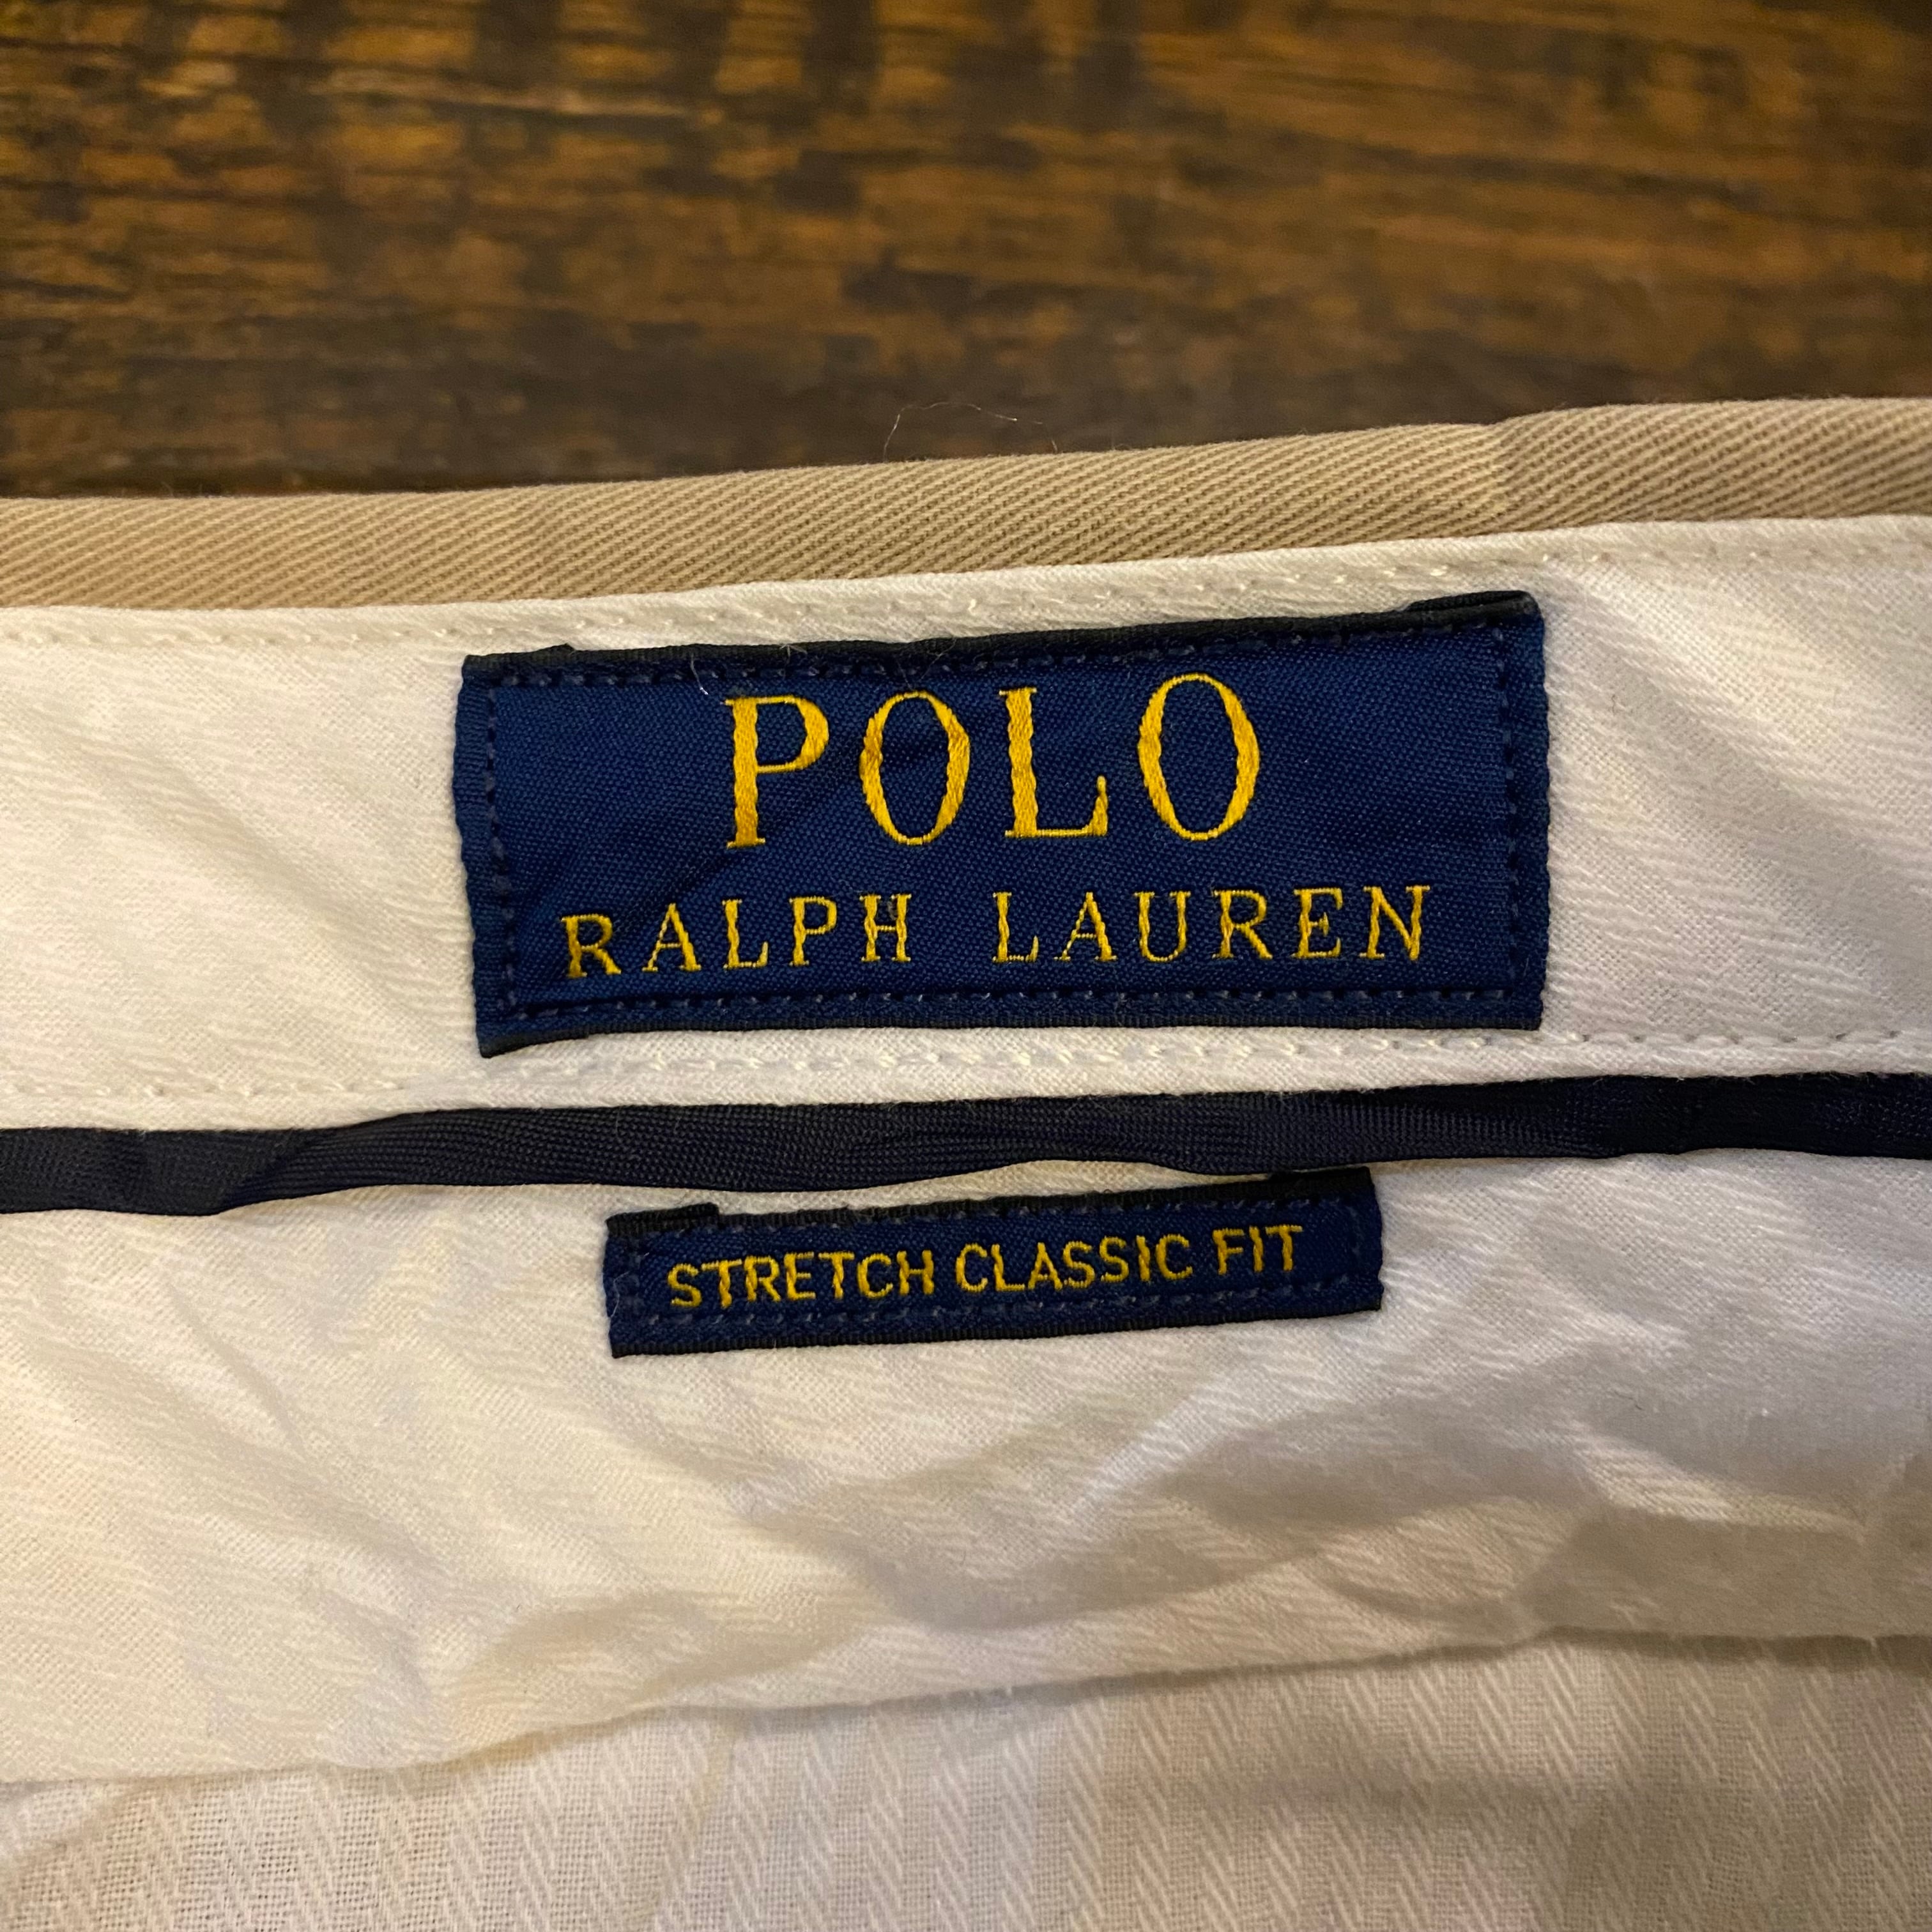 POLO
RALPH LAUREN
STRETCH CLASSIC FIT